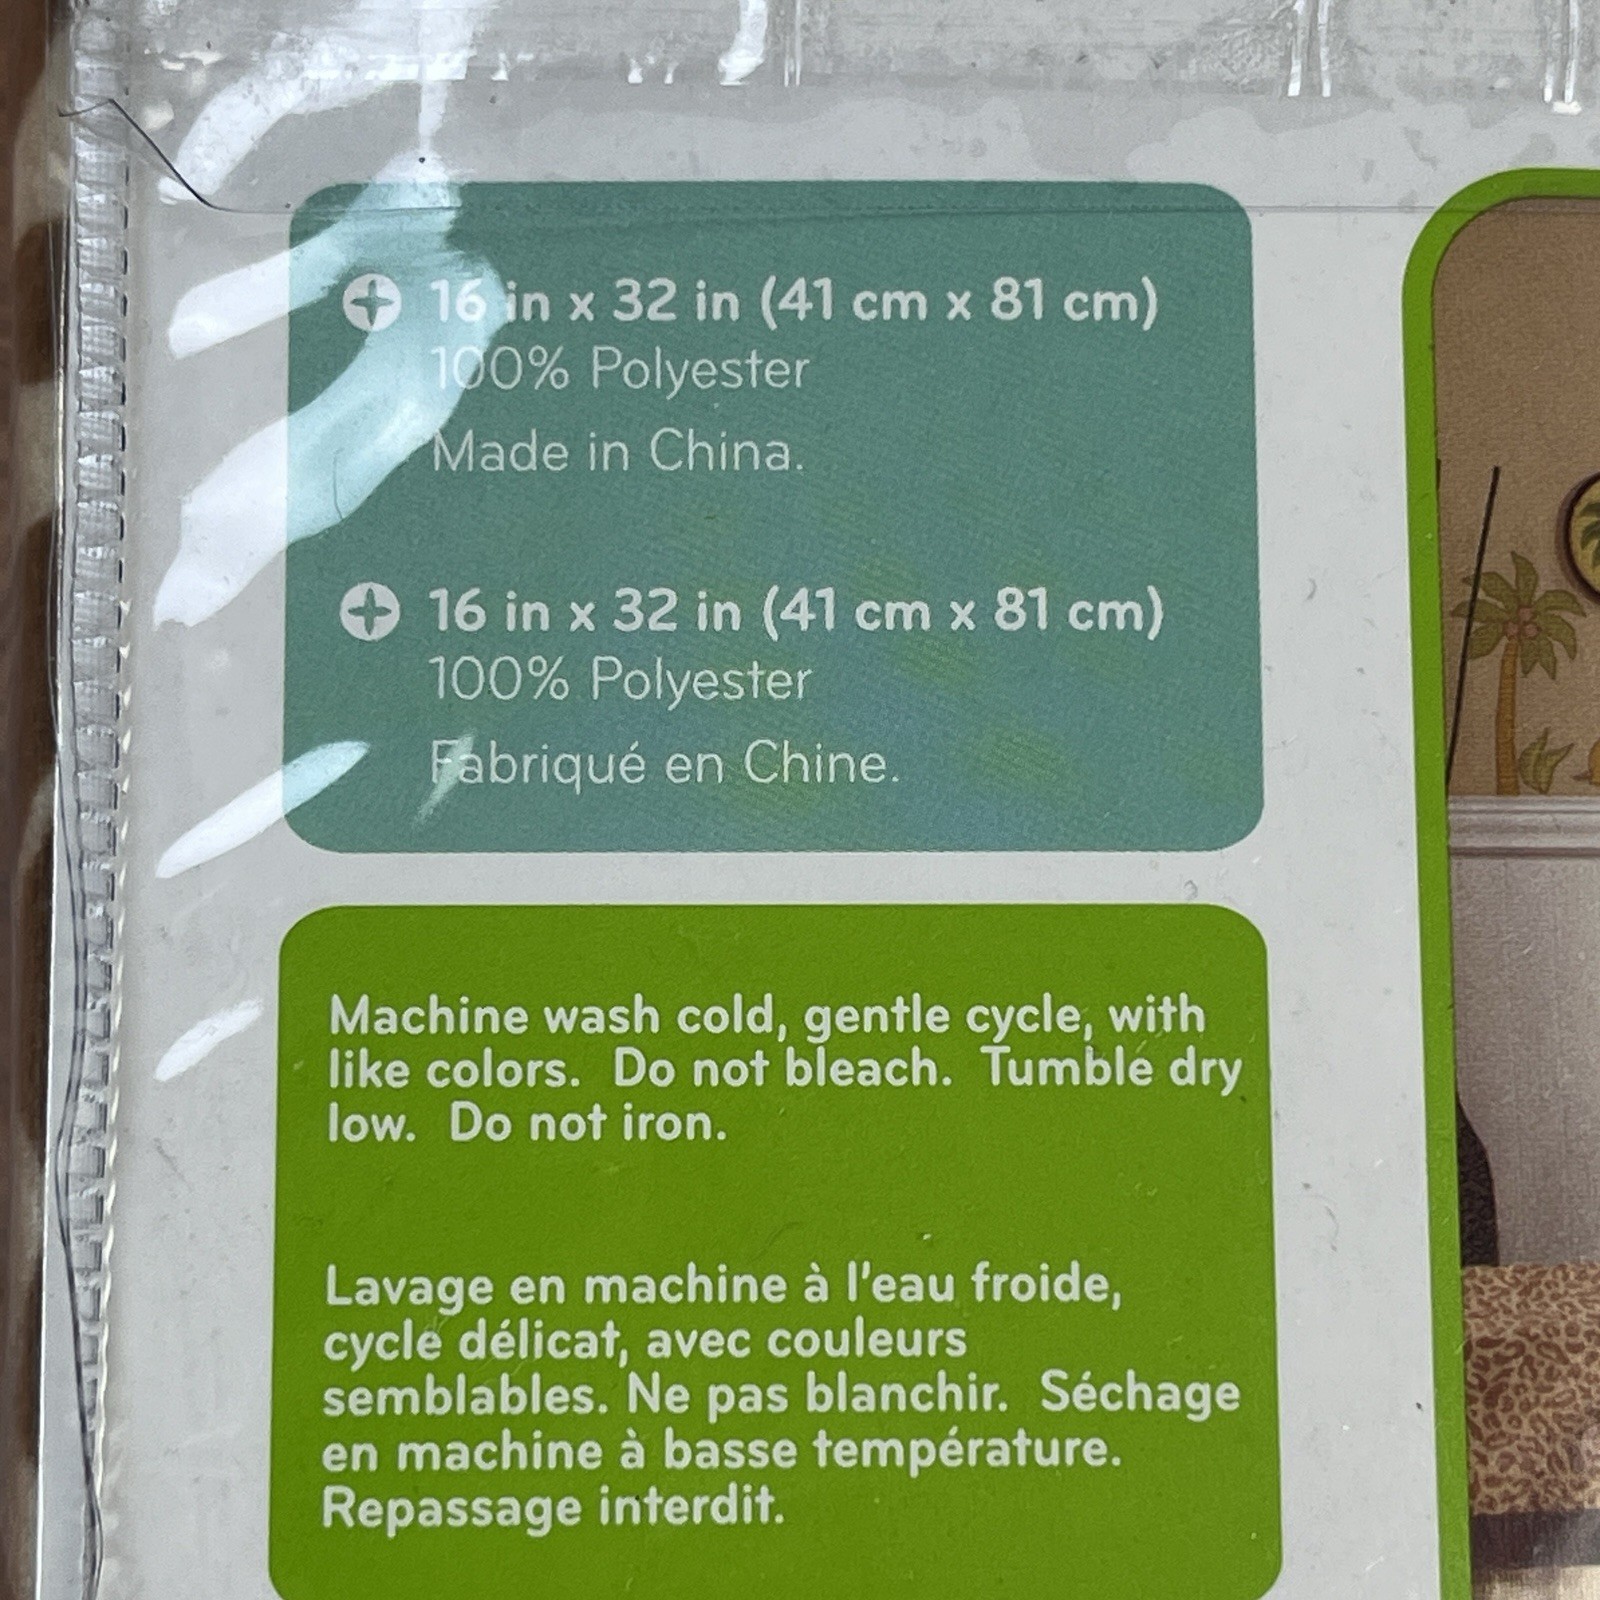 16 in x 32 in (41 cm x 81 cm)
100% Polyester
Made in China.
16 in x 32 in (41 cm x 81 cm)
100% Polyester
Fabriqué en Chine.
Machine wash cold, gentle cycle, with
like colors. Do not bleach. Tumble dry
low. Do not iron.
Lavage en machine à l'eau froide,
cycle délicat, avec couleurs
semblables. Ne pas blanchir. Séchage
en machine à basse température.
Repassage interdit.